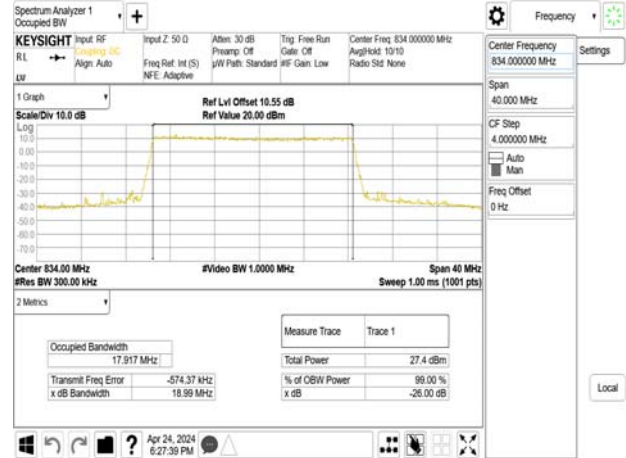 Spectrum Analyzer 1
Occupied BW
Frequency
KEYSIGHT
RL
LVI
Input: RF
Coupling: DC
Align: Auto
Input Z: 50 Ω
Freq Ref: Int (S)
NFE: Adaptive
Atten: 30 dB
Preamp: Off
µW Path: Standard
Trig: Free Run
Gate: Off
#IF Gain: Low
Center Freq: 834.000000 MHz
Avg|Hold: 10/10
Radio Std: None
Center Frequency
834.000000 MHz
Settings
Span
40.000 MHz
CF Step
4.000000 MHz
Auto
Man
Freq Offset
0 Hz
Local
1 Graph
Scale/Div 10.0 dB
Ref Lvl Offset 10.55 dB
Ref Value 20.00 dBm
Log
10.0
0.00
-10.0
-20.0
-30.0
-40.0
-50.0
-60.0
-70.0
Center 834.00 MHz
#Video BW 1.0000 MHz
Span 40 MHz
#Res BW 300.00 kHz
Sweep 1.00 ms (1001 pts)
2 Metrics
Measure Trace Trace 1
Occupied Bandwidth
17.917 MHz
Total Power 27.4 dBm
Transmit Freq Error -574.37 kHz
% of OBW Power 99.00 %
x dB Bandwidth 18.99 MHz
x dB -26.00 dB
?
Apr 24, 2024
6:27:39 PM